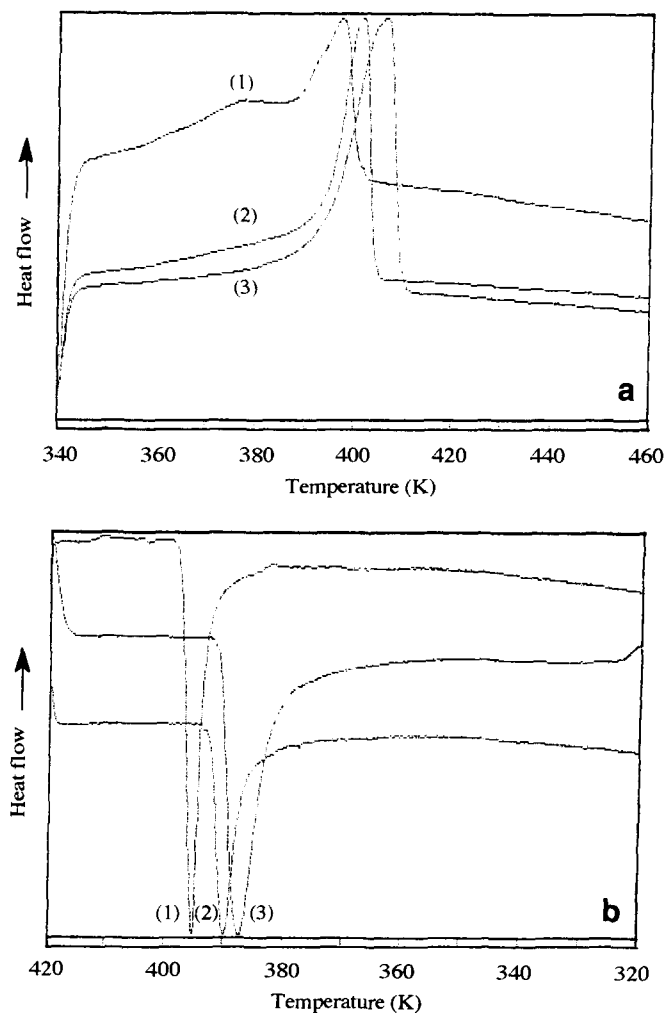 (1)
(2)
(3)
Heat flow
a
340 360 380 400 420 440 460
Temperature (K)
Heat flow
(1) (2) (3)
b
420 400 380 360 340 320
Temperature (K)